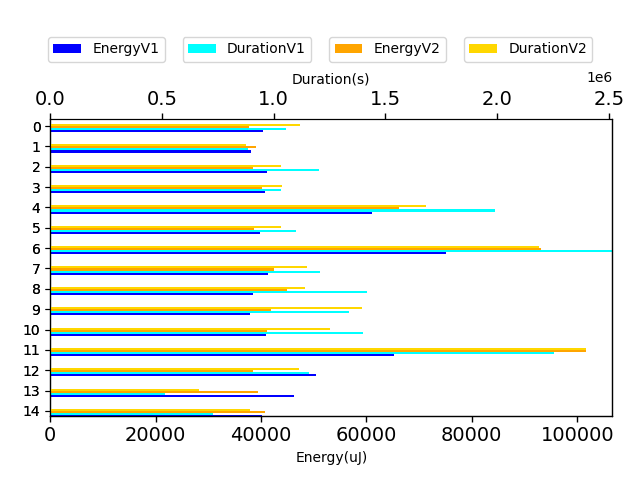 EnergyV1 DurationV1 EnergyV2 DurationV2
Duration(s)
1e6
0.0 0.5 1.0 1.5 2.0 2.5
0
1
2
3
4
5
6
7
8
9
10
11
12
13
14
0 20000 40000 60000 80000 100000
Energy(uJ)